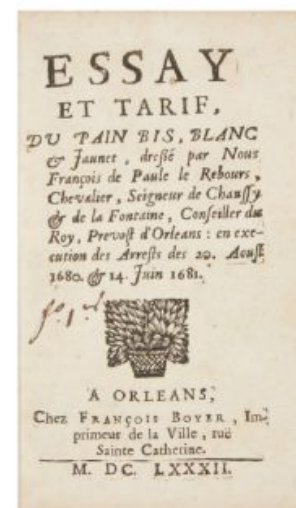 ESSAY
ET TARIF,
DU PAIN BIS, BLANC
& Jaunet, dressé par Nous
François de Paule le Rebours,
Chevalier, Seigneur de Chaussy
& de la Fontaine, Conseiller du
Roy, Prevost d'Orleans : en exe-
cution des Arrests des 20. Aoust
1680. & 14. Juin 1681.
A ORLEANS,
Chez FRANÇOIS BOYER, Im-
primeur de la Ville, ruë
Sainte Catherine.
M. DC. LXXXII.